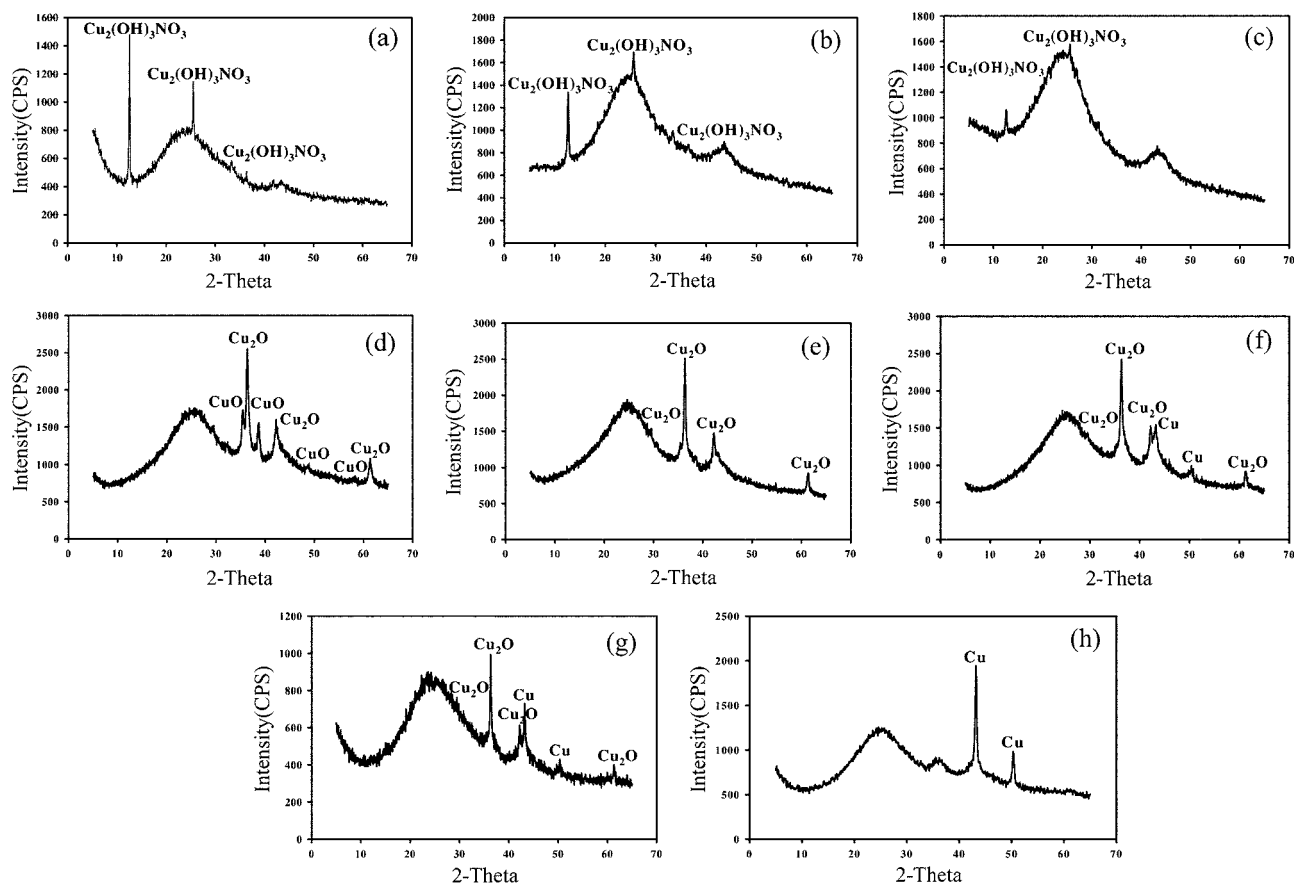 (a)
1600
1400
1200
1000
800
600
400
200
0
0 10 20 30 40 50 60 70
Intensity(CPS)
2-Theta
Cu₂(OH)₃NO₃
Cu₂(OH)₃NO₃
Cu₂(OH)₃NO₃
(b)
2000
1800
1600
1400
1200
1000
800
600
400
200
0
0 10 20 30 40 50 60 70
Intensity(CPS)
2-Theta
Cu₂(OH)₃NO₃
Cu₂(OH)₃NO₃
Cu₂(OH)₃NO₃
(c)
1800
1600
1400
1200
1000
800
600
400
200
0
0 10 20 30 40 50 60 70
Intensity(CPS)
2-Theta
Cu₂(OH)₃NO₃
Cu₂(OH)₃NO₃
(d)
3000
2500
2000
1500
1000
500
0
0 10 20 30 40 50 60 70
Intensity(CPS)
2-Theta
Cu₂O
CuO
CuO
Cu₂O
CuO
CuO
Cu₂O
(e)
3000
2500
2000
1500
1000
500
0
0 10 20 30 40 50 60 70
Intensity(CPS)
2-Theta
Cu₂O
Cu₂O
Cu₂O
Cu₂O
(f)
3000
2500
2000
1500
1000
500
0
0 10 20 30 40 50 60 70
Intensity(CPS)
2-Theta
Cu₂O
Cu₂O
Cu₂O
Cu
Cu
Cu₂O
(g)
1200
1000
800
600
400
200
0
0 10 20 30 40 50 60 70
Intensity(CPS)
2-Theta
Cu₂O
Cu₂O
Cu
Cu₂O
Cu
Cu₂O
(h)
2500
2000
1500
1000
500
0
0 10 20 30 40 50 60 70
Intensity(CPS)
2-Theta
Cu
Cu